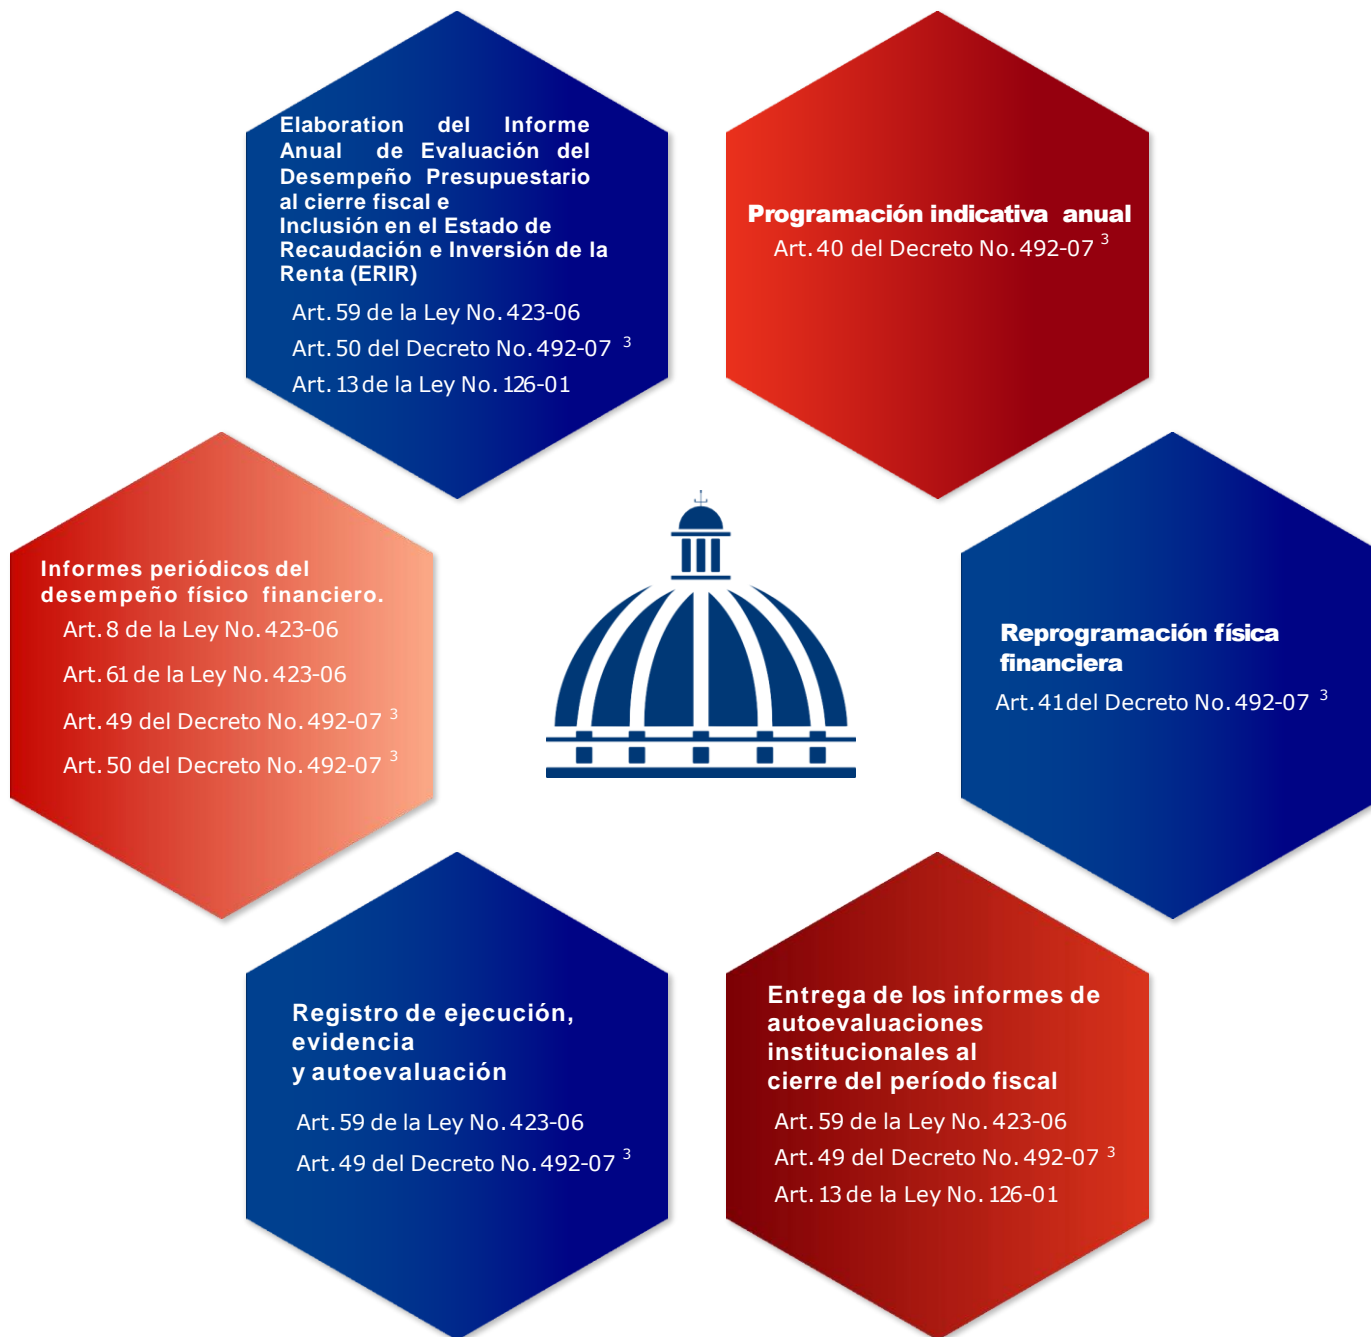 Elaboration del Informe
Anual de Evaluación del
Desempeño Presupuestario
al cierre fiscal e
Inclusión en el Estado de
Recaudación e Inversión de la
Renta (ERIR)
Art. 59 de la Ley No. 423-06
Art. 50 del Decreto No. 492-07 3
Art. 13 de la Ley No. 126-01
Programación indicativa anual
Art. 40 del Decreto No. 492-07 3
Informes periódicos del
desempeño físico financiero.
Art. 8 de la Ley No. 423-06
Art. 61 de la Ley No. 423-06
Art. 49 del Decreto No. 492-07 3
Art. 50 del Decreto No. 492-07 3
Reprogramación física
financiera
Art. 41 del Decreto No. 492-07 3
Registro de ejecución,
evidencia
y autoevaluación
Art. 59 de la Ley No. 423-06
Art. 49 del Decreto No. 492-07 3
Entrega de los informes de
autoevaluaciones
institucionales al
cierre del período fiscal
Art. 59 de la Ley No. 423-06
Art. 49 del Decreto No. 492-07 3
Art. 13 de la Ley No. 126-01